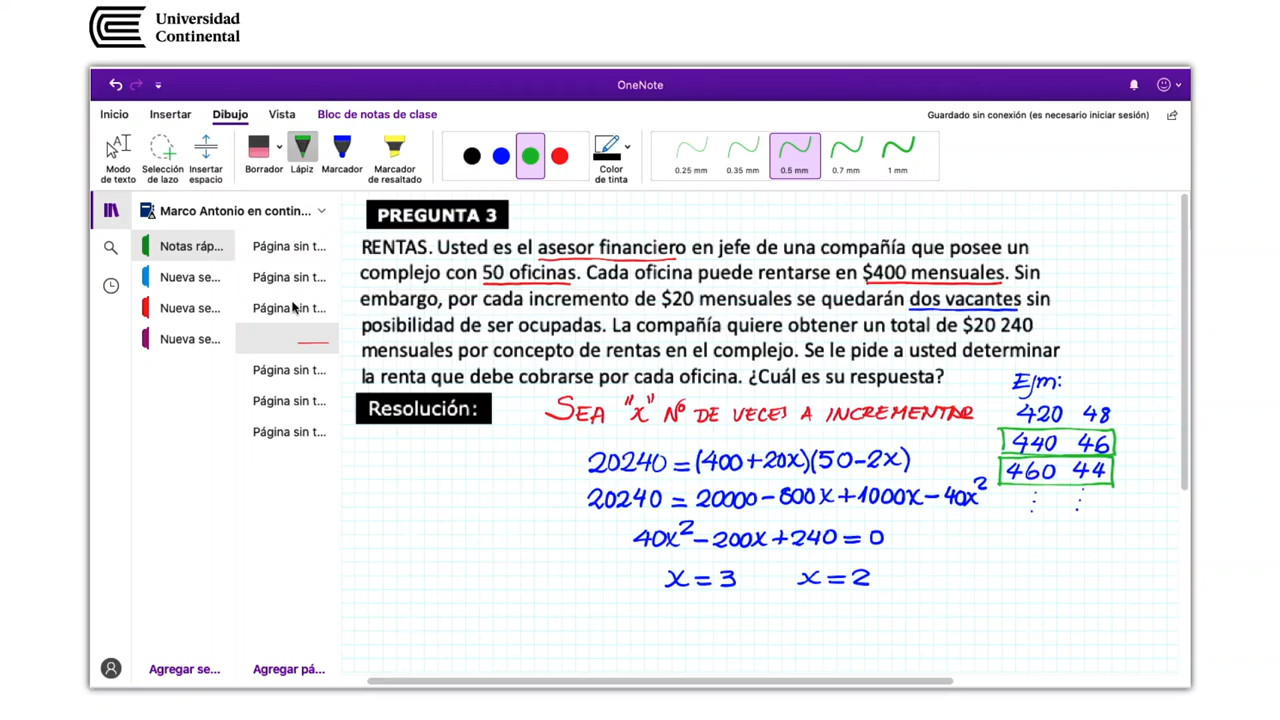 Universidad
Continental
OneNote
Inicio Insertar Dibujo Vista Bloc de notas de clase
Guardado sin conexión (es necesario iniciar sesión)
Modo de texto
Selección de lazo
Insertar espacio
Borrador
Lápiz
Marcador
Marcador de resaltado
Color de tinta
0.25 mm 0.35 mm 0.5 mm 0.7 mm 1 mm
Marco Antonio en contin...
Notas ráp...
Nueva se...
Nueva se...
Nueva se...
Página sin t...
Página sin t...
Página sin t...
Página sin t...
Página sin t...
Página sin t...
Agregar se...
Agregar pá...
PREGUNTA 3
RENTAS. Usted es el asesor financiero en jefe de una compañía que posee un
complejo con 50 oficinas. Cada oficina puede rentarse en $400 mensuales. Sin
embargo, por cada incremento de $20 mensuales se quedarán dos vacantes sin
posibilidad de ser ocupadas. La compañía quiere obtener un total de $20 240
mensuales por concepto de rentas en el complejo. Se le pide a usted determinar
la renta que debe cobrarse por cada oficina. ¿Cuál es su respuesta?
Resolución:
SEA "x" Nº DE VECES A INCREMENTAR
20240 = (400+20x)(50-2x)
20240 = 20000 - 800x + 1000x - 40x²
40x² - 200x + 240 = 0
x = 3 x = 2
Ejm:
420 48
440 46
460 44
⋮ ⋮